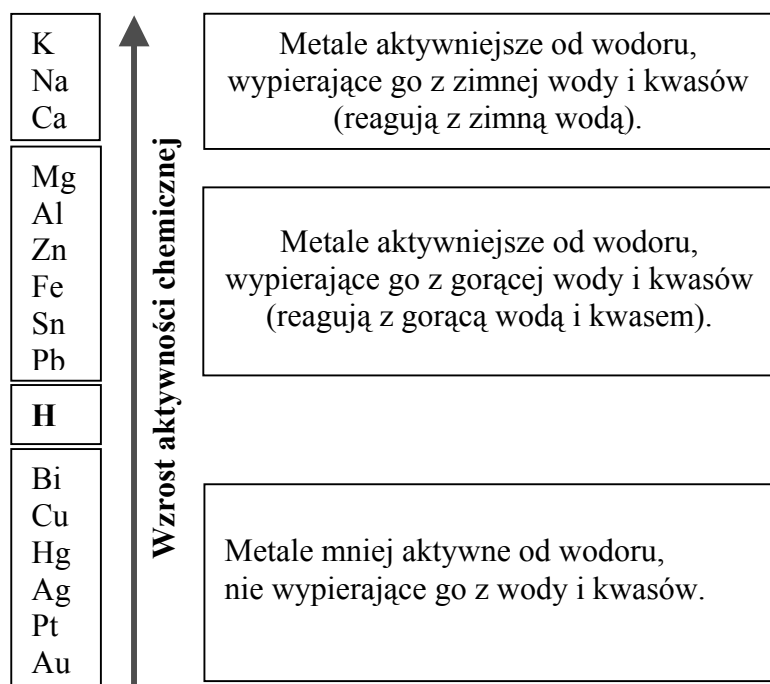 K
Na
Ca
Metale aktywniejsze od wodoru,
wypierające go z zimnej wody i kwasów
(reagują z zimną wodą).
Mg
Al
Zn
Fe
Sn
Pb
Metale aktywniejsze od wodoru,
wypierające go z gorącej wody i kwasów
(reagują z gorącą wodą i kwasem).
H
Bi
Cu
Hg
Ag
Pt
Au
Metale mniej aktywne od wodoru,
nie wypierające go z wody i kwasów.
Wzrost aktywności chemicznej